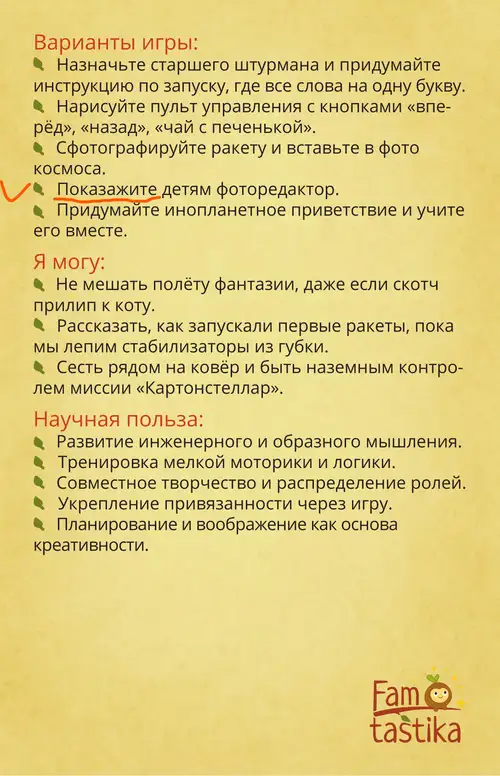 Варианты игры:
Назначьте старшего штурмана и придумайте
инструкцию по запуску, где все слова на одну букву.
Нарисуйте пульт управления с кнопками «впе-
рёд», «назад», «чай с печенькой».
Сфотографируйте ракету и вставьте в фото
космоса.
Показажите детям фоторедактор.
Придумайте инопланетное приветствие и учите
его вместе.
Я могу:
Не мешать полёту фантазии, даже если скотч
прилип к коту.
Рассказать, как запускали первые ракеты, пока
мы лепим стабилизаторы из губки.
Сесть рядом на ковёр и быть наземным контро-
лем миссии «Картонстеллар».
Научная польза:
Развитие инженерного и образного мышления.
Тренировка мелкой моторики и логики.
Совместное творчество и распределение ролей.
Укрепление привязанности через игру.
Планирование и воображение как основа
креативности.
Fam
tastika